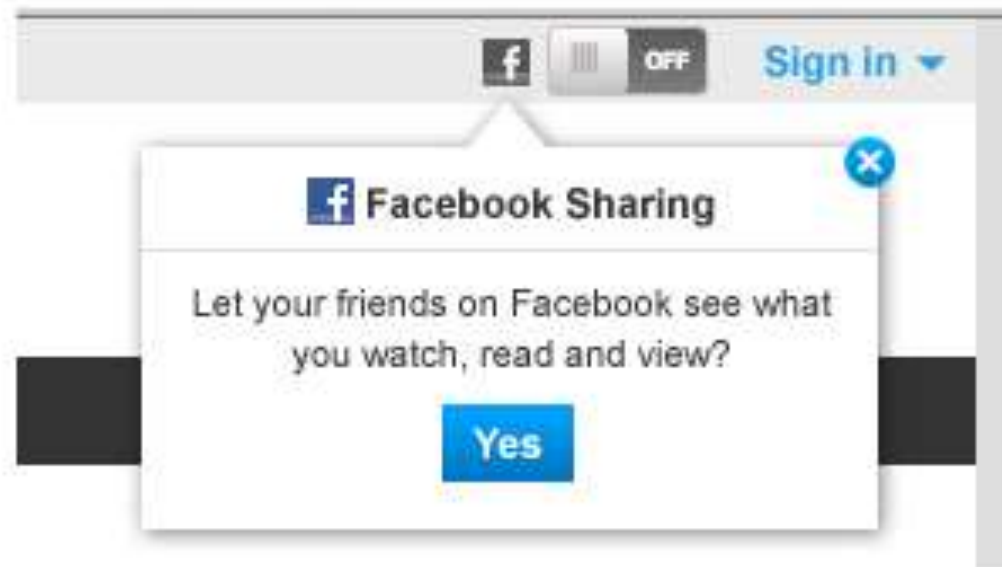 f OFF Sign in
f Facebook Sharing
Let your friends on Facebook see what
you watch, read and view?
Yes